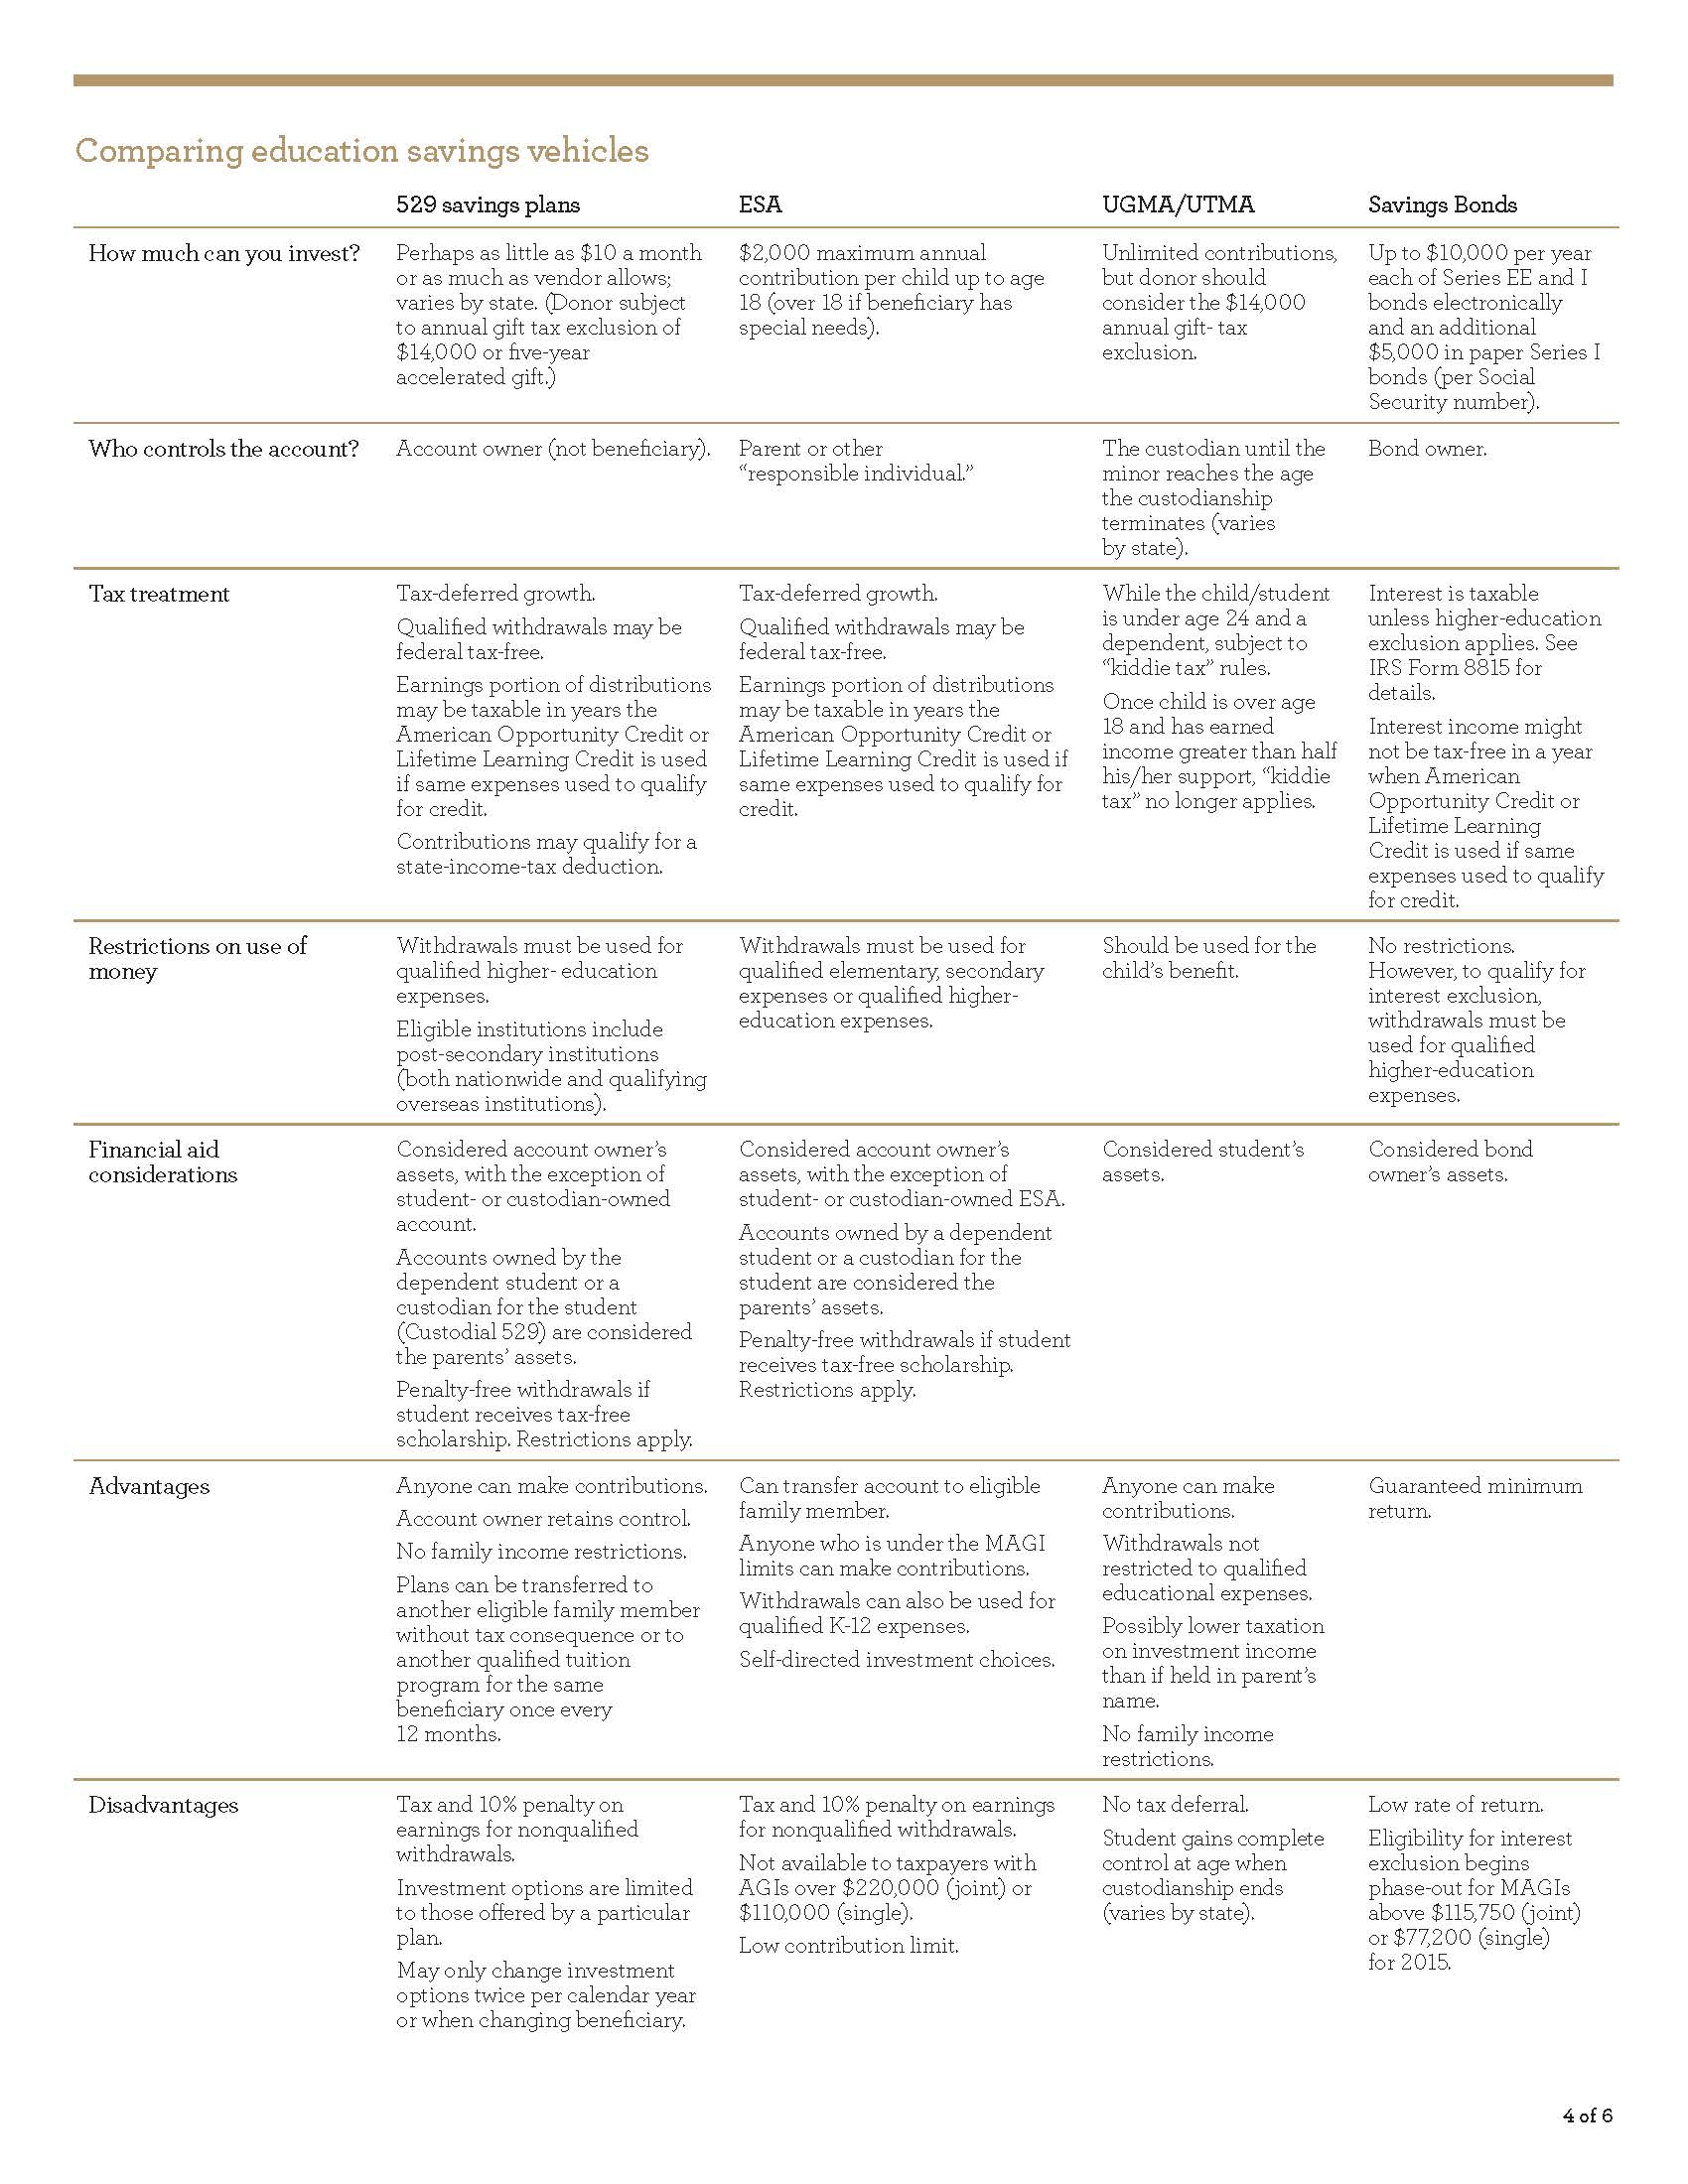 Comparing education savings vehicles
529 savings plans
ESA
UGMA/UTMA
Savings Bonds
How much can you invest?
Perhaps as little as $10 a month
or as much as vendor allows;
varies by state. (Donor subject
to annual gift tax exclusion of
$14,000 or five-year
accelerated gift.)
$2,000 maximum annual
contribution per child up to age
18 (over 18 if beneficiary has
special needs).
Unlimited contributions,
but donor should
consider the $14,000
annual gift- tax
exclusion.
Up to $10,000 per year
each of Series EE and I
bonds electronically
and an additional
$5,000 in paper Series I
bonds (per Social
Security number).
Who controls the account?
Account owner (not beneficiary).
Parent or other
“responsible individual.”
The custodian until the
minor reaches the age
the custodianship
terminates (varies
by state).
Bond owner.
Tax treatment
Tax-deferred growth.
Qualified withdrawals may be
federal tax-free.
Earnings portion of distributions
may be taxable in years the
American Opportunity Credit or
Lifetime Learning Credit is used
if same expenses used to qualify
for credit.
Contributions may qualify for a
state-income-tax deduction.
Tax-deferred growth.
Qualified withdrawals may be
federal tax-free.
Earnings portion of distributions
may be taxable in years the
American Opportunity Credit or
Lifetime Learning Credit is used if
same expenses used to qualify for
credit.
While the child/student
is under age 24 and a
dependent, subject to
“kiddie tax” rules.
Once child is over age
18 and has earned
income greater than half
his/her support, “kiddie
tax” no longer applies.
Interest is taxable
unless higher-education
exclusion applies. See
IRS Form 8815 for
details.
Interest income might
not be tax-free in a year
when American
Opportunity Credit or
Lifetime Learning
Credit is used if same
expenses used to qualify
for credit.
Restrictions on use of
money
Withdrawals must be used for
qualified higher- education
expenses.
Eligible institutions include
post-secondary institutions
(both nationwide and qualifying
overseas institutions).
Withdrawals must be used for
qualified elementary, secondary
expenses or qualified higher-
education expenses.
Should be used for the
child’s benefit.
No restrictions.
However, to qualify for
interest exclusion,
withdrawals must be
used for qualified
higher-education
expenses.
Financial aid
considerations
Considered account owner’s
assets, with the exception of
student- or custodian-owned
account.
Accounts owned by the
dependent student or a
custodian for the student
(Custodial 529) are considered
the parents’ assets.
Penalty-free withdrawals if
student receives tax-free
scholarship. Restrictions apply.
Considered account owner’s
assets, with the exception of
student- or custodian-owned ESA.
Accounts owned by a dependent
student or a custodian for the
student are considered the
parents’ assets.
Penalty-free withdrawals if student
receives tax-free scholarship.
Restrictions apply.
Considered student’s
assets.
Considered bond
owner’s assets.
Advantages
Anyone can make contributions.
Account owner retains control.
No family income restrictions.
Plans can be transferred to
another eligible family member
without tax consequence or to
another qualified tuition
program for the same
beneficiary once every
12 months.
Can transfer account to eligible
family member.
Anyone who is under the MAGI
limits can make contributions.
Withdrawals can also be used for
qualified K-12 expenses.
Self-directed investment choices.
Anyone can make
contributions.
Withdrawals not
restricted to qualified
educational expenses.
Possibly lower taxation
on investment income
than if held in parent’s
name.
No family income
restrictions.
Guaranteed minimum
return.
Disadvantages
Tax and 10% penalty on
earnings for nonqualified
withdrawals.
Investment options are limited
to those offered by a particular
plan.
May only change investment
options twice per calendar year
or when changing beneficiary.
Tax and 10% penalty on earnings
for nonqualified withdrawals.
Not available to taxpayers with
AGIs over $220,000 (joint) or
$110,000 (single).
Low contribution limit.
No tax deferral.
Student gains complete
control at age when
custodianship ends
(varies by state).
Low rate of return.
Eligibility for interest
exclusion begins
phase-out for MAGIs
above $115,750 (joint)
or $77,200 (single)
for 2015.
4 of 6